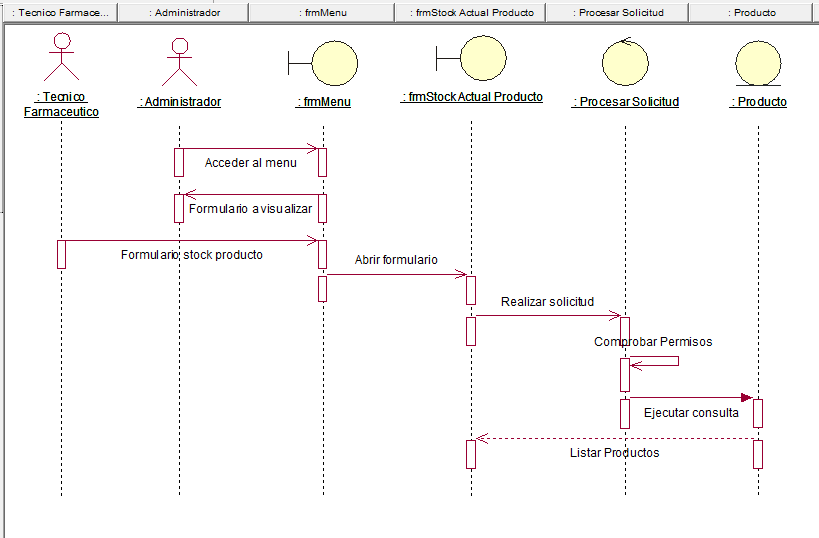 : Tecnico Farmace...
: Administrador
: frmMenu
: frmStock Actual Producto
: Procesar Solicitud
: Producto
: Tecnico
Farmaceutico
: Administrador
: frmMenu
: frmStock Actual Producto
: Procesar Solicitud
: Producto
Acceder al menu
Formulario a visualizar
Formulario stock producto
Abrir formulario
Realizar solicitud
Comprobar Permisos
Ejecutar consulta
Listar Productos